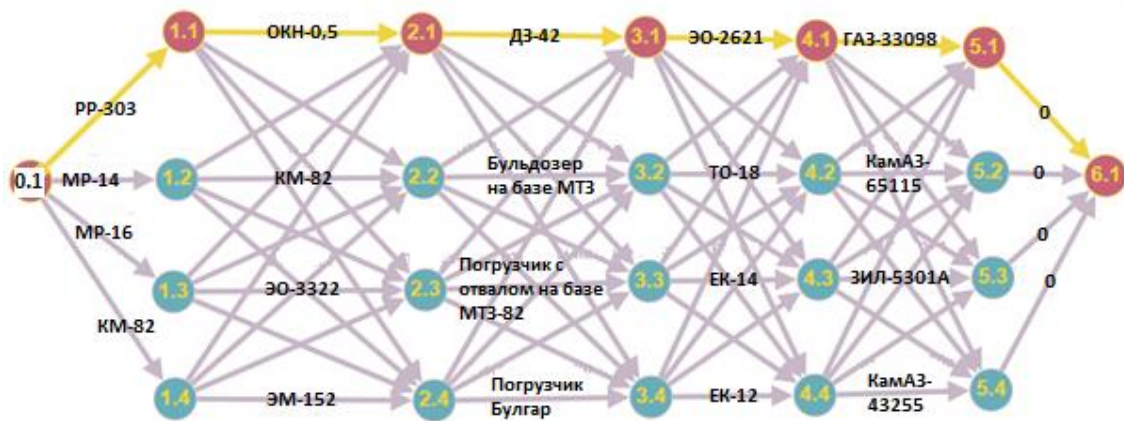 1.1
ОКН-0,5
2.1
ДЗ-42
3.1
ЭО-2621
4.1
ГАЗ-33098
5.1
РР-303
0
0.1
МР-14
1.2
КМ-82
2.2
Бульдозер
на базе МТЗ
3.2
ТО-18
4.2
КамАЗ-
65115
5.2
0
6.1
МР-16
1.3
ЭО-3322
2.3
Погрузчик с
отвалом на базе
МТЗ-82
3.3
ЕК-14
4.3
ЗИЛ-5301А
5.3
0
КМ-82
1.4
ЭМ-152
2.4
Погрузчик
Булгар
3.4
ЕК-12
4.4
КамАЗ-
43255
5.4
0